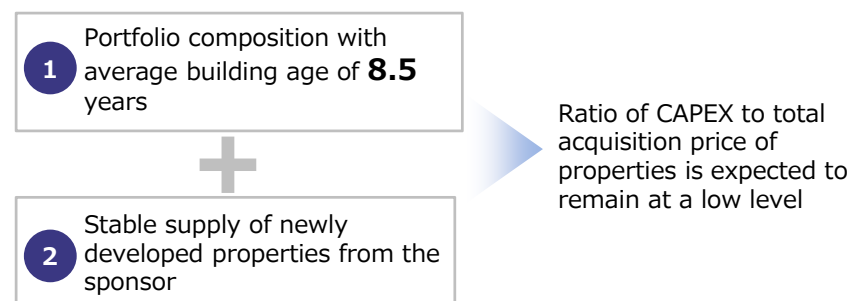 1
Portfolio composition with
average building age of 8.5
years
+
2
Stable supply of newly
developed properties from the
sponsor
Ratio of CAPEX to total
acquisition price of
properties is expected to
remain at a low level